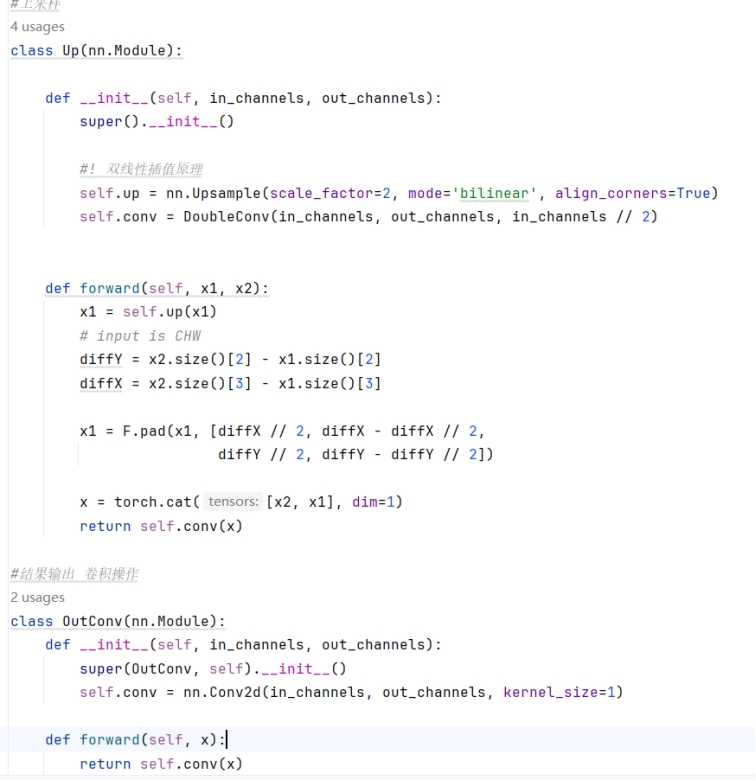 #上采样
4 usages
class Up(nn.Module):
    def __init__(self, in_channels, out_channels):
        super().__init__()
        #! 双线性插值原理
        self.up = nn.Upsample(scale_factor=2, mode='bilinear', align_corners=True)
        self.conv = DoubleConv(in_channels, out_channels, in_channels // 2)
    def forward(self, x1, x2):
        x1 = self.up(x1)
        # input is CHW
        diffY = x2.size()[2] - x1.size()[2]
        diffX = x2.size()[3] - x1.size()[3]
        x1 = F.pad(x1, [diffX // 2, diffX - diffX // 2,
                        diffY // 2, diffY - diffY // 2])
        x = torch.cat( tensors: [x2, x1], dim=1)
        return self.conv(x)
#结果输出 卷积操作
2 usages
class OutConv(nn.Module):
    def __init__(self, in_channels, out_channels):
        super(OutConv, self).__init__()
        self.conv = nn.Conv2d(in_channels, out_channels, kernel_size=1)
    def forward(self, x):
        return self.conv(x)